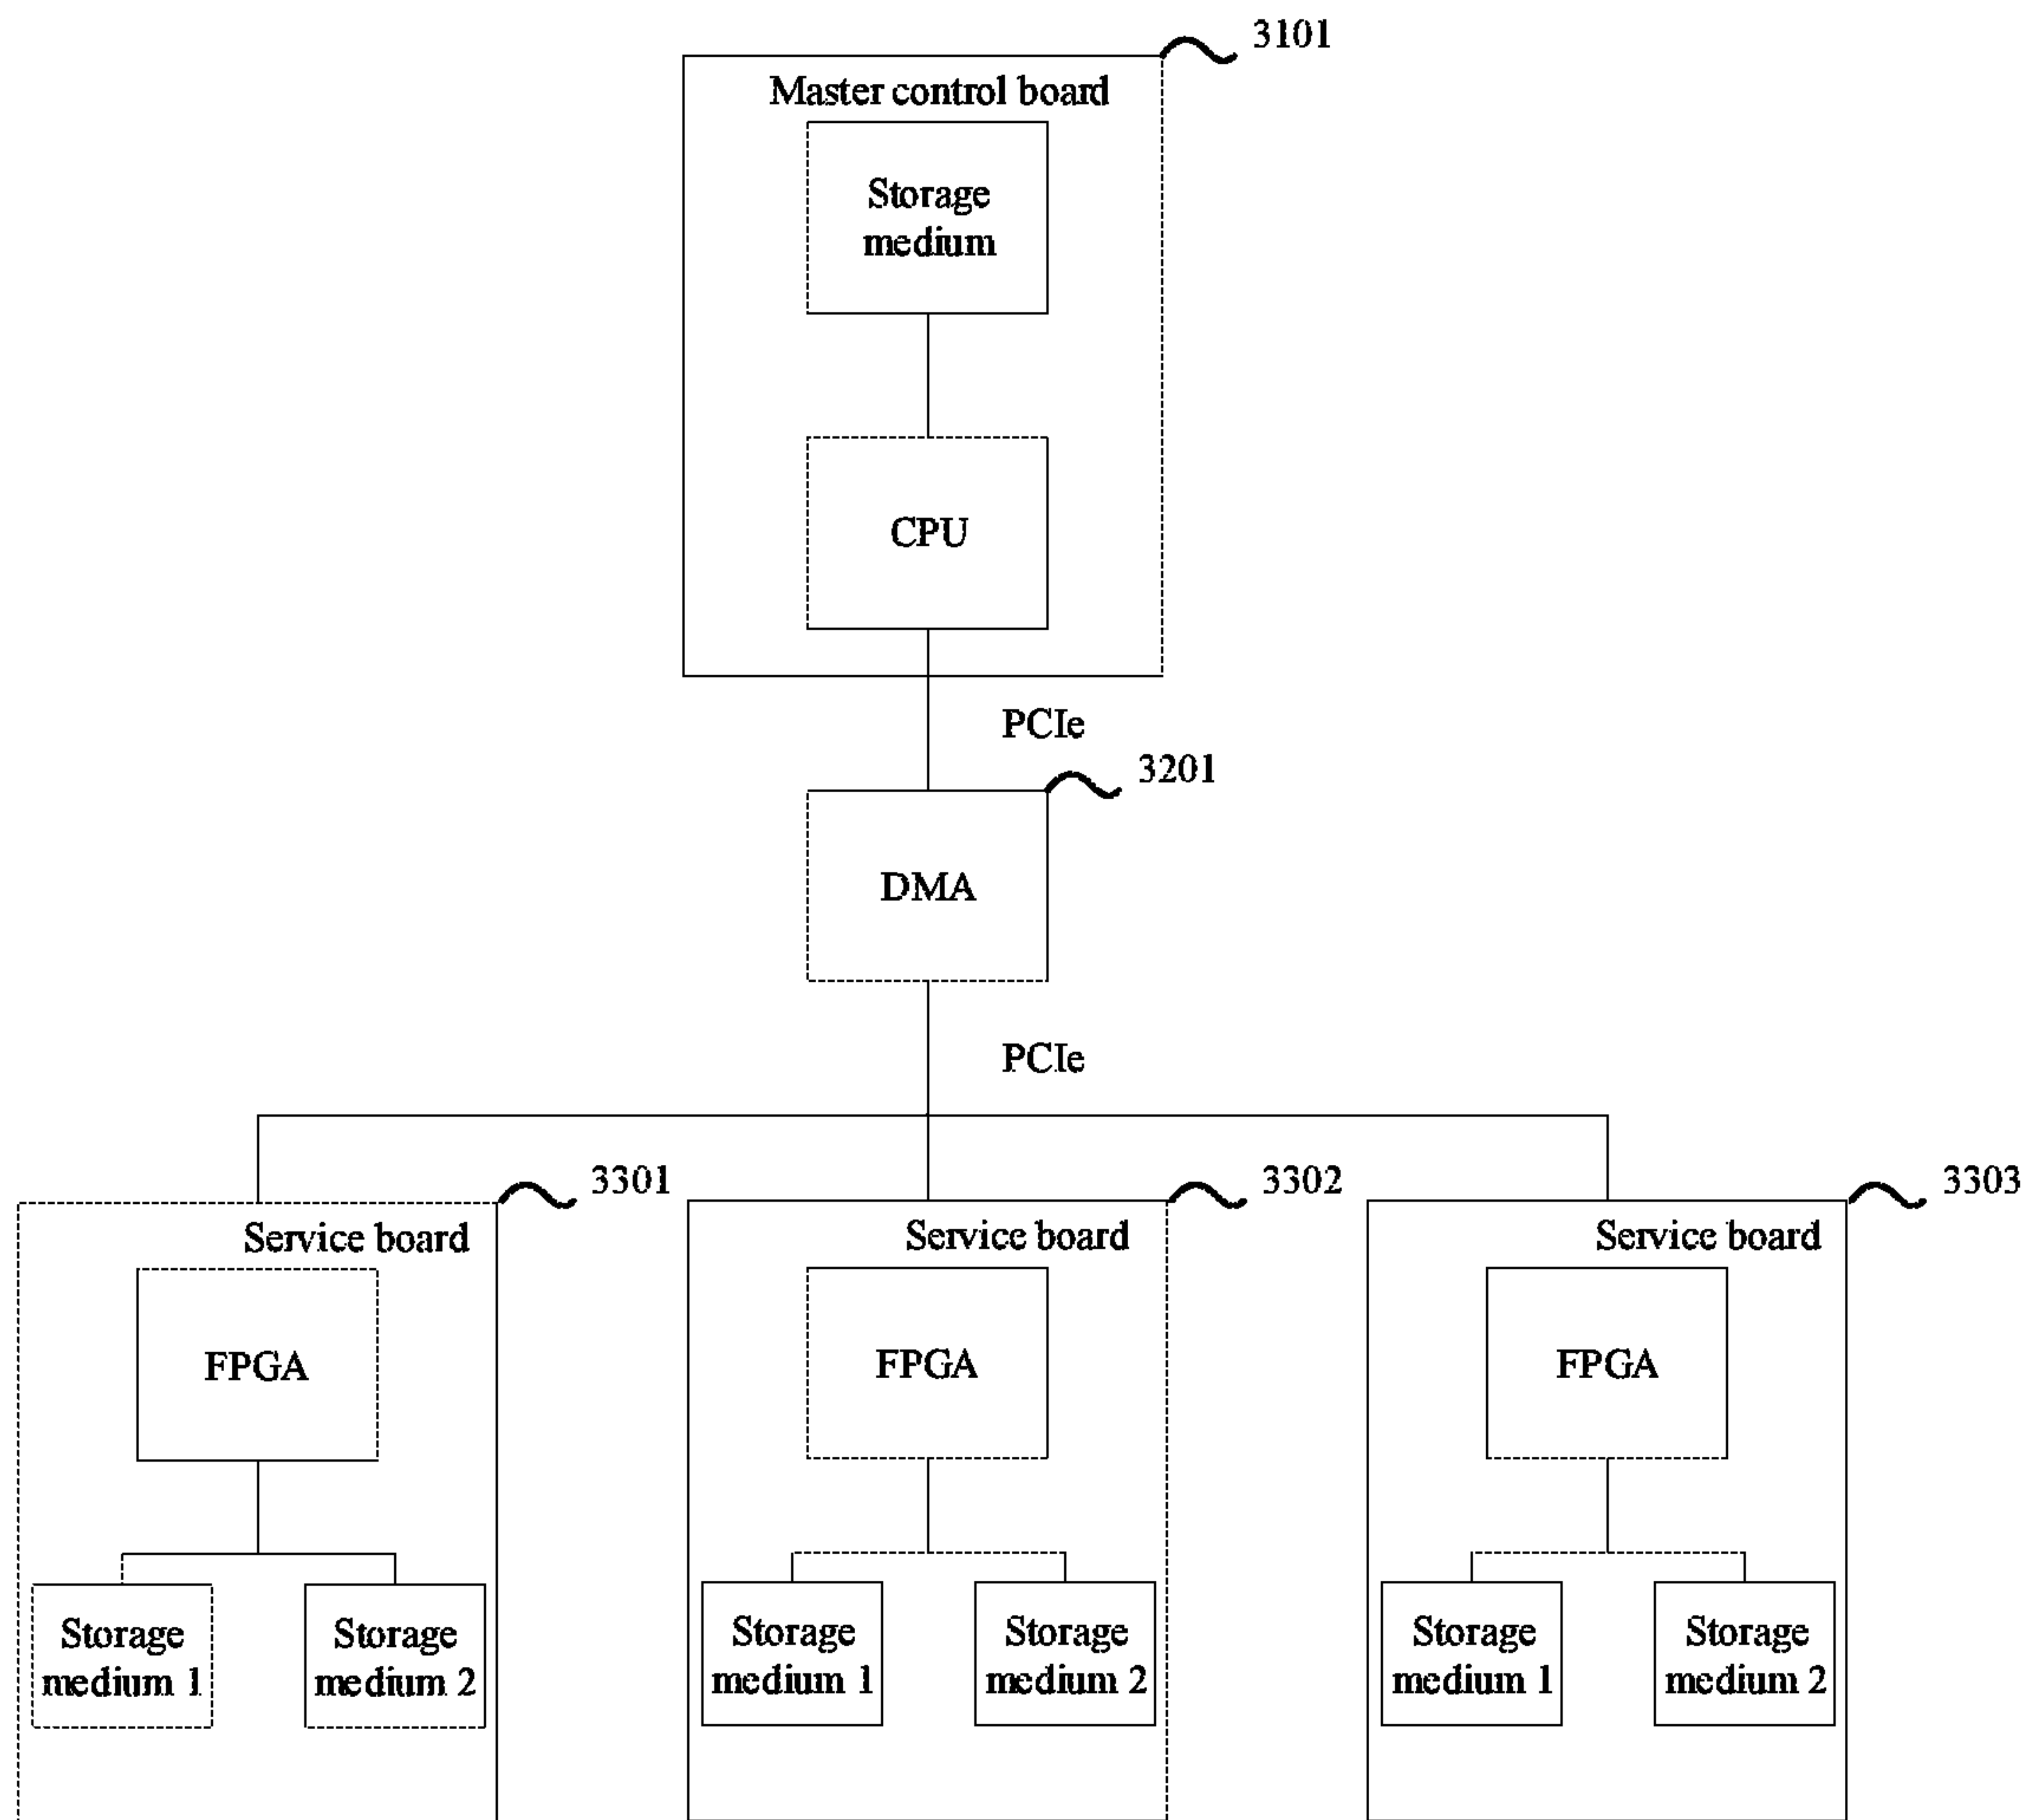 3101
Master control board
Storage
medium
CPU
PCIe
3201
DMA
PCIe
3301
3302
3303
Service board
Service board
Service board
FPGA
FPGA
FPGA
Storage
medium 1
Storage
medium 2
Storage
medium 1
Storage
medium 2
Storage
medium 1
Storage
medium 2